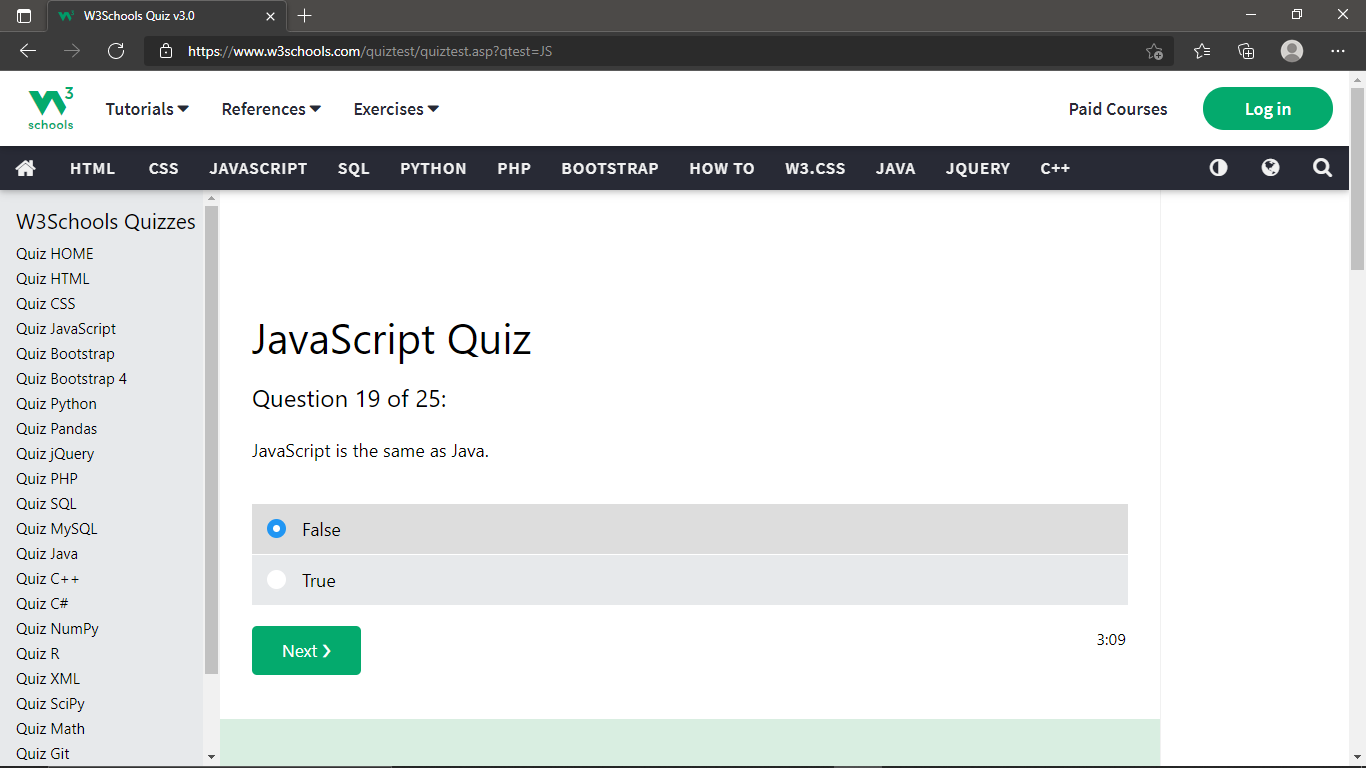 W3Schools Quiz v3.0
https://www.w3schools.com/quiztest/quiztest.asp?qtest=JS
3
schools
Tutorials
References
Exercises
Paid Courses
Log in
HTML
CSS
JAVASCRIPT
SQL
PYTHON
PHP
BOOTSTRAP
HOW TO
W3.CSS
JAVA
JQUERY
C++
W3Schools Quizzes
Quiz HOME
Quiz HTML
Quiz CSS
Quiz JavaScript
Quiz Bootstrap
Quiz Bootstrap 4
Quiz Python
Quiz Pandas
Quiz jQuery
Quiz PHP
Quiz SQL
Quiz MySQL
Quiz Java
Quiz C++
Quiz C#
Quiz NumPy
Quiz R
Quiz XML
Quiz SciPy
Quiz Math
Quiz Git
JavaScript Quiz
Question 19 of 25:
JavaScript is the same as Java.
False
True
Next ❯
3:09